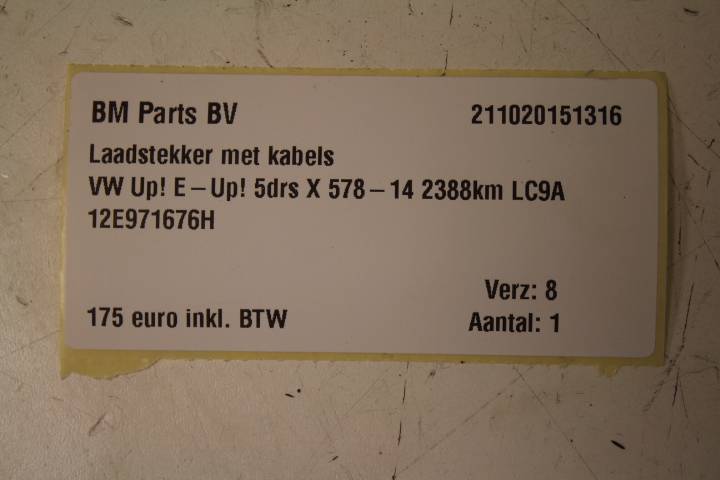 BM Parts BV 211020151316
Laadstekker met kabels
VW Up! E-Up! 5drs X 578-14 2388km LC9A
12E971676H
Verz: 8
175 euro inkl. BTW Aantal: 1